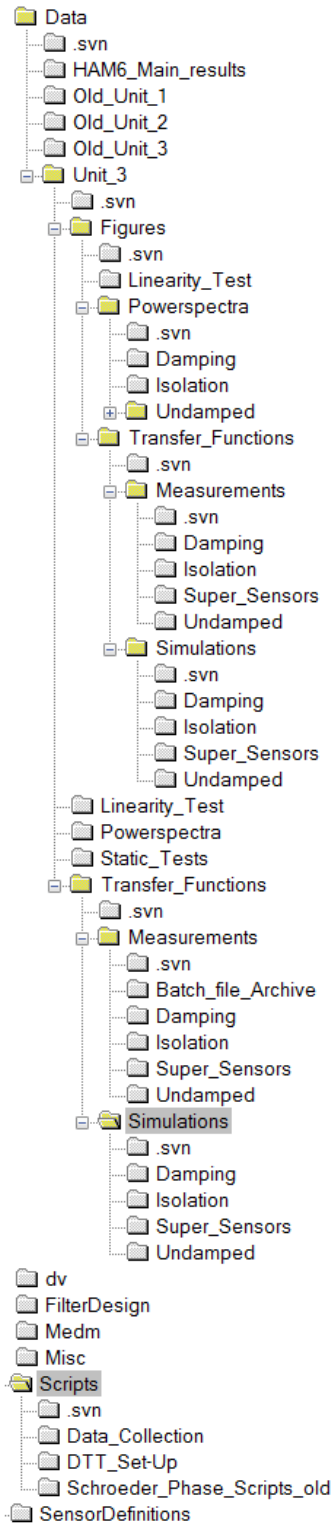 Data
.svn
HAM6_Main_results
Old_Unit_1
Old_Unit_2
Old_Unit_3
Unit_3
.svn
Figures
.svn
Linearity_Test
Powerspectra
.svn
Damping
Isolation
Undamped
Transfer_Functions
.svn
Measurements
.svn
Damping
Isolation
Super_Sensors
Undamped
Simulations
.svn
Damping
Isolation
Super_Sensors
Undamped
Linearity_Test
Powerspectra
Static_Tests
Transfer_Functions
.svn
Measurements
.svn
Batch_file_Archive
Damping
Isolation
Super_Sensors
Undamped
Simulations
.svn
Damping
Isolation
Super_Sensors
Undamped
dv
FilterDesign
Medm
Misc
Scripts
.svn
Data_Collection
DTT_Set-Up
Schroeder_Phase_Scripts_old
SensorDefinitions